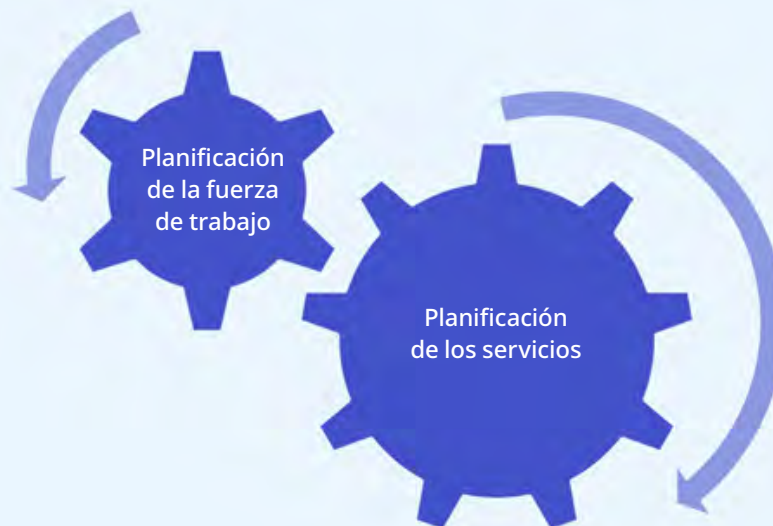 Planificación
de la fuerza
de trabajo
Planificación
de los servicios